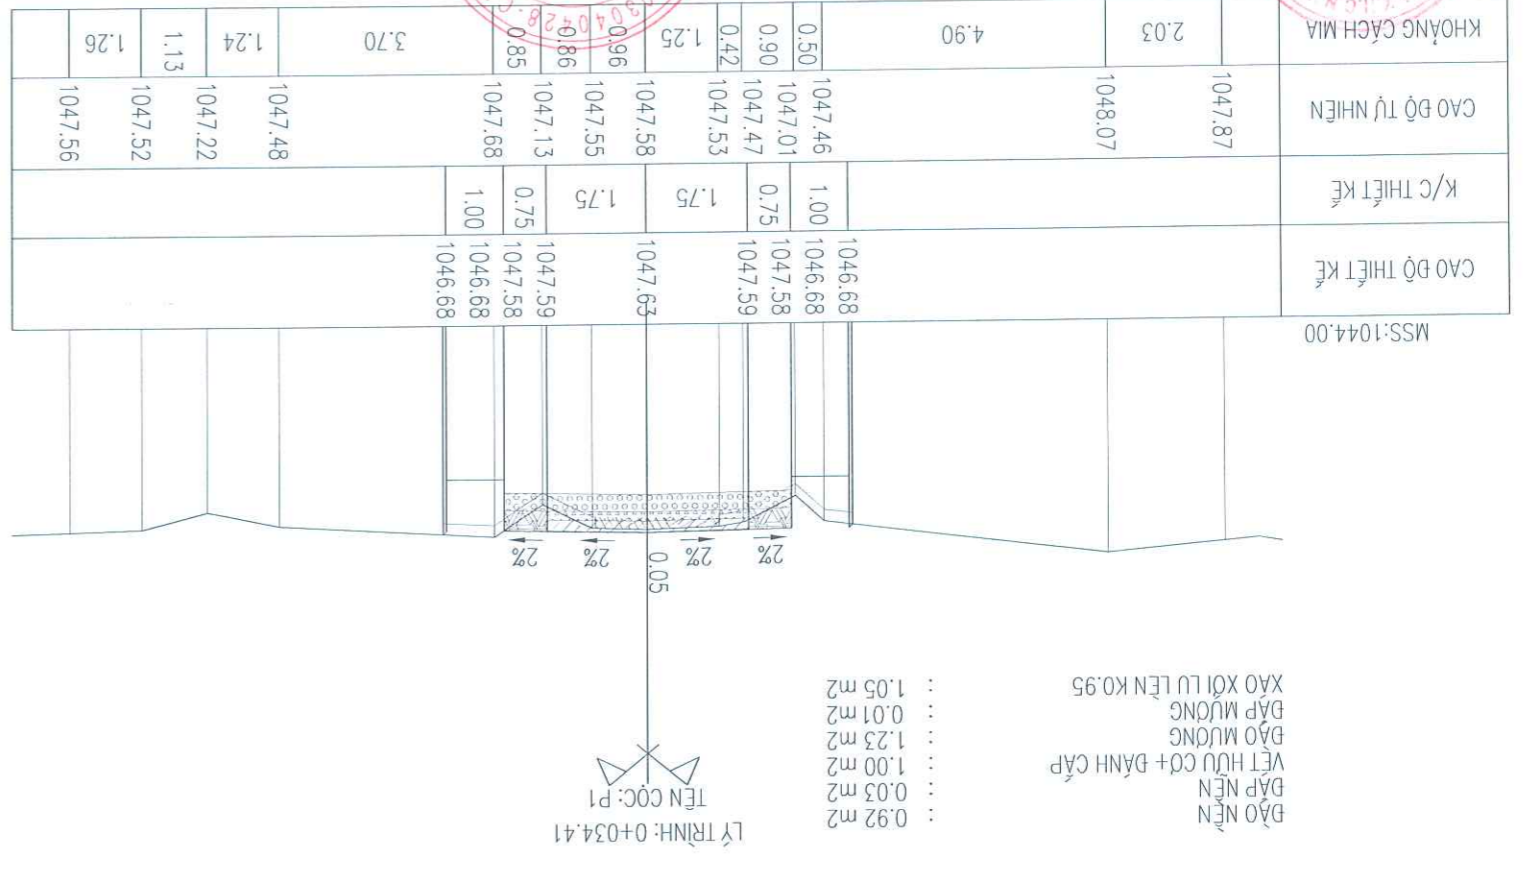 LÝ TRÌNH: 0+034.41
TÊN CỌC: P1
ĐÀO NỀN : 0.92 m2
ĐẮP NỀN : 0.03 m2
VÉT HỮU CƠ+ ĐÁNH CẤP : 1.00 m2
ĐÀO MƯƠNG : 1.23 m2
ĐẮP MƯƠNG : 0.01 m2
XÁO XỚI LU LÈN K0.95 : 1.05 m2
0.05
2% 2% 2% 2%
MSS:1044.00
CAO ĐỘ THIẾT KẾ 1046.68 1046.68 1047.58 1047.59 1047.63 1047.59 1047.58 1046.68 1046.68
K/C THIẾT KẾ 1.00 0.75 1.75 1.75 0.75 1.00
CAO ĐỘ TỰ NHIÊN 1047.87 1048.07 1047.46 1047.01 1047.47 1047.53 1047.58 1047.55 1047.13 1047.68 1047.48 1047.22 1047.52 1047.56
KHOẢNG CÁCH MIA 2.03 4.90 0.50 0.90 0.42 1.25 0.96 0.86 0.85 3.70 1.24 1.13 1.26
3040428